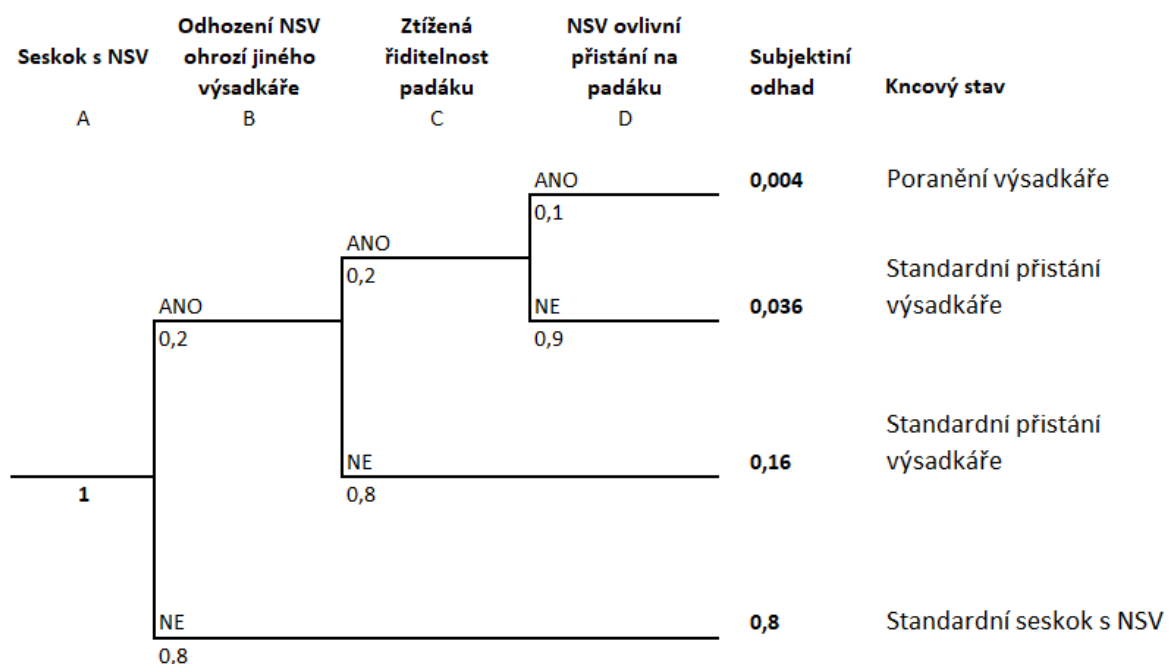 Seskok s NSV
A
Odhození NSV
ohrozí jiného
výsadkáře
B
Ztížená
řiditelnost
padáku
C
NSV ovlivní
přistání na
padáku
D
Subjektiní
odhad
Kncový stav
ANO
0,1
0,004
Poranění výsadkáře
ANO
0,2
NE
0,9
0,036
Standardní přistání
výsadkáře
ANO
0,2
NE
0,8
0,16
Standardní přistání
výsadkáře
1
NE
0,8
0,8
Standardní seskok s NSV